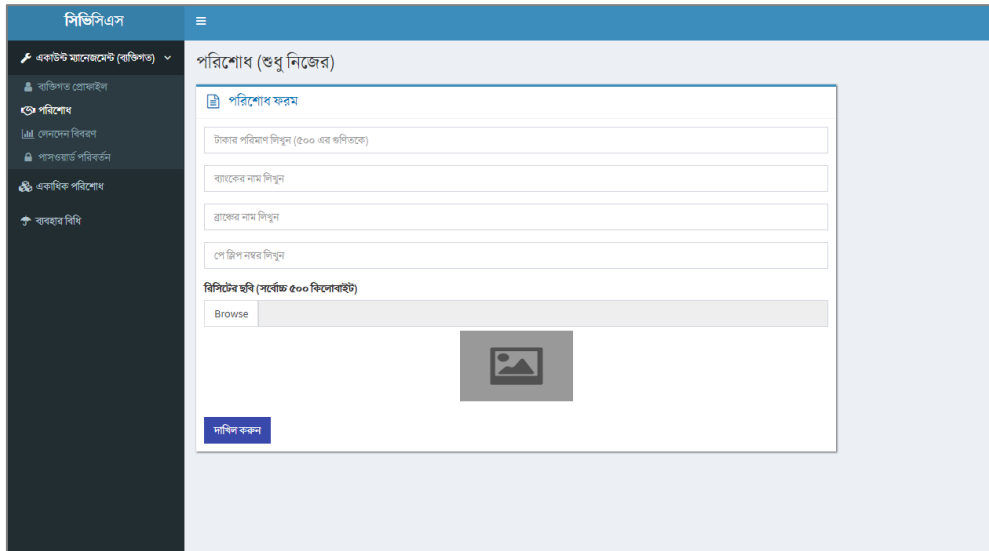 সিভিসিএস
একাউন্ট ম্যানেজমেন্ট (ব্যক্তিগত)
ব্যক্তিগত প্রোফাইল
পরিশোধ
লেনদেন বিবরণ
পাসওয়ার্ড পরিবর্তন
একাধিক পরিশোধ
ব্যবহার বিধি
পরিশোধ (শুধু নিজের)
পরিশোধ ফরম
টাকার পরিমাণ লিখুন (৫০০ এর গুণিতকে)
ব্যাংকের নাম লিখুন
ব্রাঞ্চের নাম লিখুন
পে স্লিপ নম্বর লিখুন
রিসিটের ছবি (সর্বোচ্চ ৫০০ কিলোবাইট)
Browse
দাখিল করুন